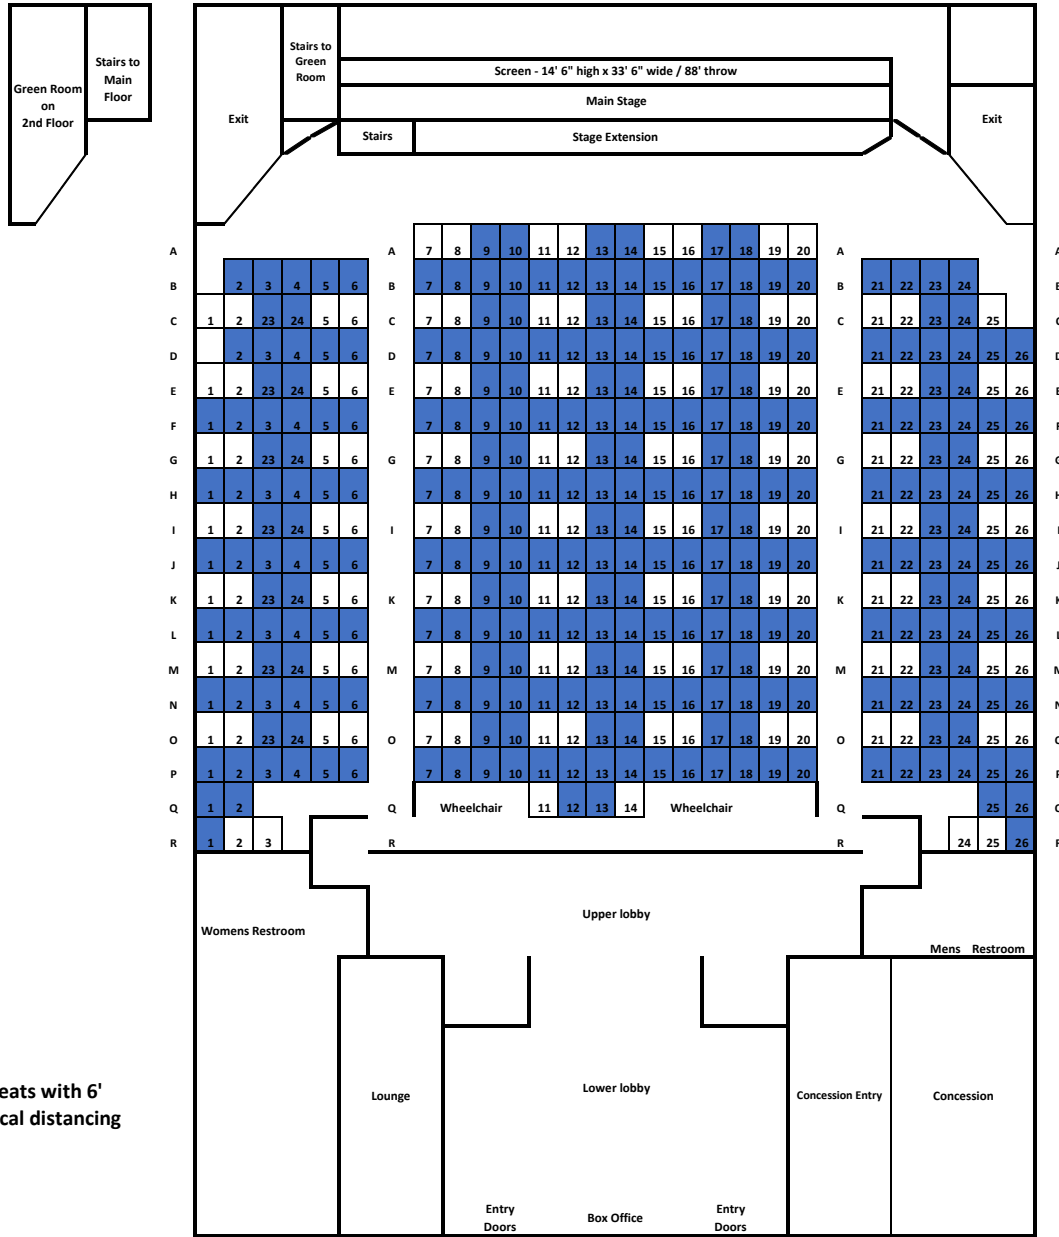 Green Room
on
2nd Floor
Stairs to
Main
Floor
Exit
Stairs to
Green
Room
Screen - 14' 6" high x 33' 6" wide / 88' throw
Main Stage
Stairs
Stage Extension
Exit
A A 7 8 9 10 11 12 13 14 15 16 17 18 19 20 A
B 2 3 4 5 6 B 7 8 9 10 11 12 13 14 15 16 17 18 19 20 B 21 22 23 24
C 1 2 23 24 5 6 C 7 8 9 10 11 12 13 14 15 16 17 18 19 20 C 21 22 23 24 25
D 2 3 4 5 6 D 7 8 9 10 11 12 13 14 15 16 17 18 19 20 21 22 23 24 25 26
E 1 2 23 24 5 6 E 7 8 9 10 11 12 13 14 15 16 17 18 19 20 E 21 22 23 24 25 26
F 1 2 3 4 5 6 7 8 9 10 11 12 13 14 15 16 17 18 19 20 21 22 23 24 25 26
G 1 2 23 24 5 6 G 7 8 9 10 11 12 13 14 15 16 17 18 19 20 G 21 22 23 24 25 26
H 1 2 3 4 5 6 7 8 9 10 11 12 13 14 15 16 17 18 19 20 21 22 23 24 25 26
I 1 2 23 24 5 6 I 7 8 9 10 11 12 13 14 15 16 17 18 19 20 I 21 22 23 24 25 26
J 1 2 3 4 5 6 7 8 9 10 11 12 13 14 15 16 17 18 19 20 21 22 23 24 25 26
K 1 2 23 24 5 6 K 7 8 9 10 11 12 13 14 15 16 17 18 19 20 K 21 22 23 24 25 26
L 1 2 3 4 5 6 7 8 9 10 11 12 13 14 15 16 17 18 19 20 21 22 23 24 25 26
M 1 2 23 24 5 6 M 7 8 9 10 11 12 13 14 15 16 17 18 19 20 M 21 22 23 24 25 26
N 1 2 3 4 5 6 7 8 9 10 11 12 13 14 15 16 17 18 19 20 21 22 23 24 25 26
O 1 2 23 24 5 6 O 7 8 9 10 11 12 13 14 15 16 17 18 19 20 O 21 22 23 24 25 26
P 1 2 3 4 5 6 7 8 9 10 11 12 13 14 15 16 17 18 19 20 21 22 23 24 25 26
Q 1 2 Q Wheelchair 11 12 13 14 Wheelchair Q 25 26
R 1 2 3 R R 24 25 26
Upper lobby
Womens Restroom
Mens Restroom
eats with 6'
cal distancing
Lounge
Lower lobby
Concession Entry
Concession
Entry
Doors
Box Office
Entry
Doors